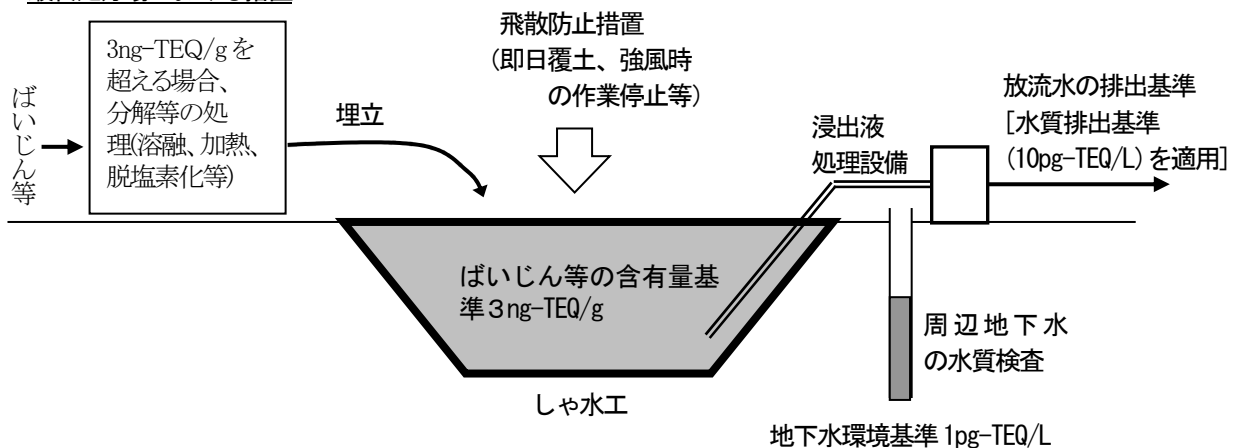 ばいじん等
3ng-TEQ/gを
超える場合、
分解等の処
理(溶融、加熱、
脱塩素化等)
埋立
飛散防止措置
(即日覆土、強風時
の作業停止等)
浸出液
処理設備
放流水の排出基準
[水質排出基準
(10pg-TEQ/L)を適用]
ばいじん等の含有量基
準3ng-TEQ/g
周辺地下水
の水質検査
しゃ水工
地下水環境基準1pg-TEQ/L